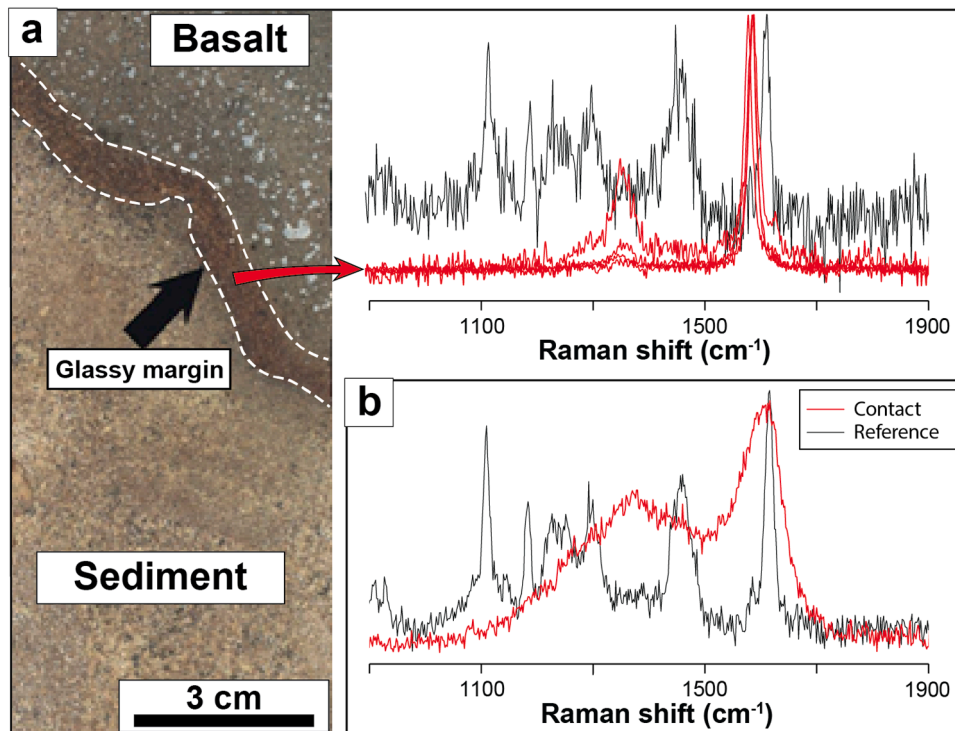 a
Basalt
Glassy margin
Sediment
3 cm
1100 1500 1900
Raman shift (cm-1)
b
Contact
Reference
1100 1500 1900
Raman shift (cm-1)